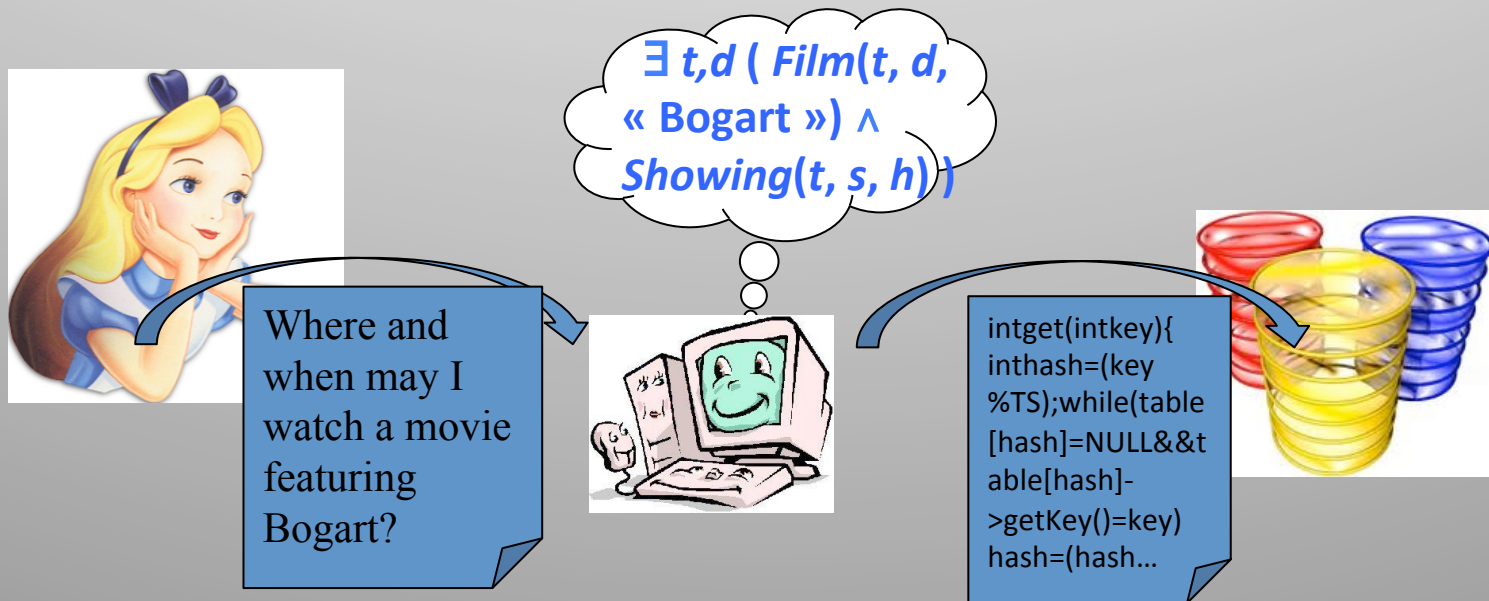 ∃ t,d ( Film(t, d,
« Bogart ») ∧
Showing(t, s, h) )
Where and
when may I
watch a movie
featuring
Bogart?
intget(intkey){
inthash=(key
%TS);while(table
[hash]=NULL&&t
able[hash]-
>getKey()=key)
hash=(hash…